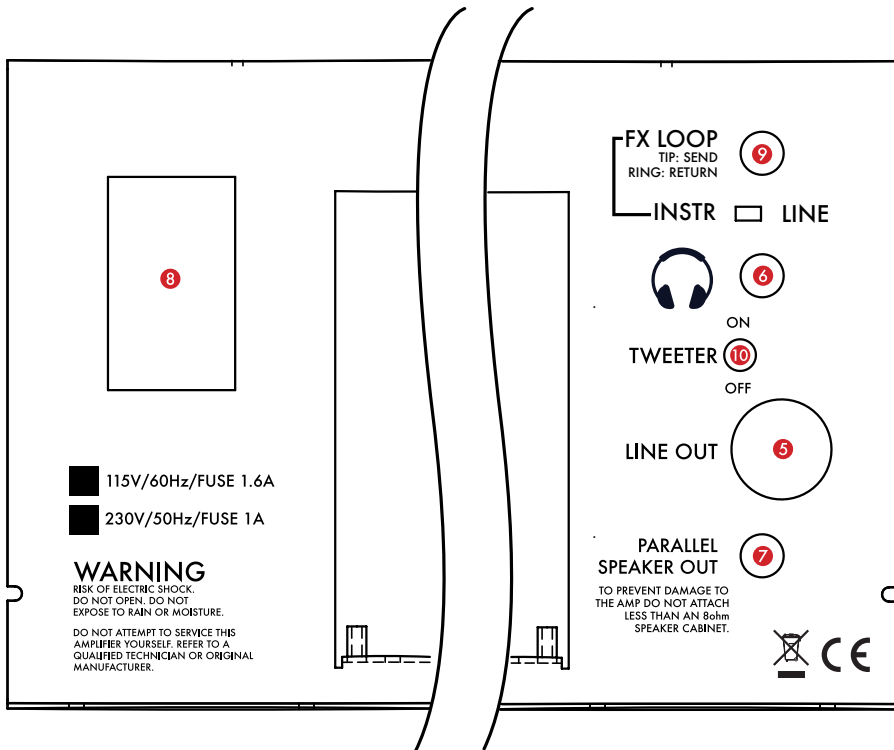 8
115V/60Hz/FUSE 1.6A
230V/50Hz/FUSE 1A
WARNING
RISK OF ELECTRIC SHOCK.
DO NOT OPEN. DO NOT
EXPOSE TO RAIN OR MOISTURE.
DO NOT ATTEMPT TO SERVICE THIS
AMPLIFIER YOURSELF. REFER TO A
QUALIFIED TECHNICIAN OR ORIGINAL
MANUFACTURER.
FX LOOP 9
TIP: SEND
RING: RETURN
INSTR LINE
6
ON
TWEETER 10
OFF
LINE OUT 5
PARALLEL
SPEAKER OUT 7
TO PREVENT DAMAGE TO
THE AMP DO NOT ATTACH
LESS THAN AN 8ohm
SPEAKER CABINET.
CE